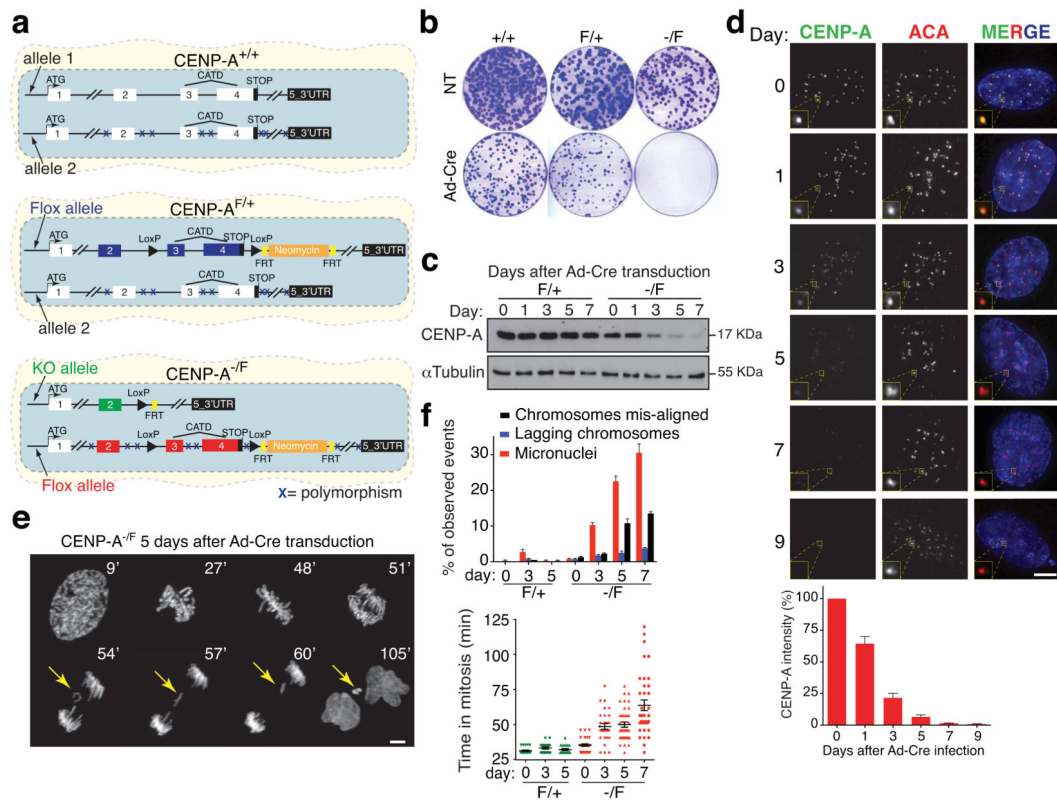 a
CENP-A+/+
allele 1
ATG
CATD
STOP
1
2
3
4
5_3'UTR
ATG
CATD
STOP
1
x
2
x x
3
x x
4
x x
x
5_3'UTR
allele 2
CENP-AF/+
Flox allele
ATG
LoxP
CATD
STOP
LoxP
1
2
3
4
Neomycin
5_3'UTR
FRT
FRT
ATG
CATD
STOP
1
x
2
x x
3
x x
4
x x
x
5_3'UTR
allele 2
CENP-A-/F
KO allele
ATG
LoxP
1
2
5_3'UTR
FRT
ATG
LoxP
CATD
STOP
LoxP
1
x
2
x x
3
x x
4
Neomycin
x
x
5_3'UTR
FRT
FRT
Flox allele
x= polymorphism
b
+/+
F/+
-/F
NT
Ad-Cre
c
Days after Ad-Cre transduction
F/+
-/F
Day: 0 1 3 5 7 0 1 3 5 7
CENP-A
17 KDa
αTubulin
55 KDa
d
Day: CENP-A ACA MERGE
0
1
3
5
7
9
CENP-A intensity (%)
100
75
50
25
0
0 1 3 5 7 9
Days after Ad-Cre infection
e
CENP-A-/F 5 days after Ad-Cre transduction
9' 27' 48' 51'
54' 57' 60' 105'
f
Chromosomes mis-aligned
Lagging chromosomes
Micronuclei
% of observed events
30
20
10
0
day: 0 3 5 0 3 5 7
F/+
-/F
Time in mitosis (min)
125
100
75
50
25
day: 0 3 5 0 3 5 7
F/+
-/F